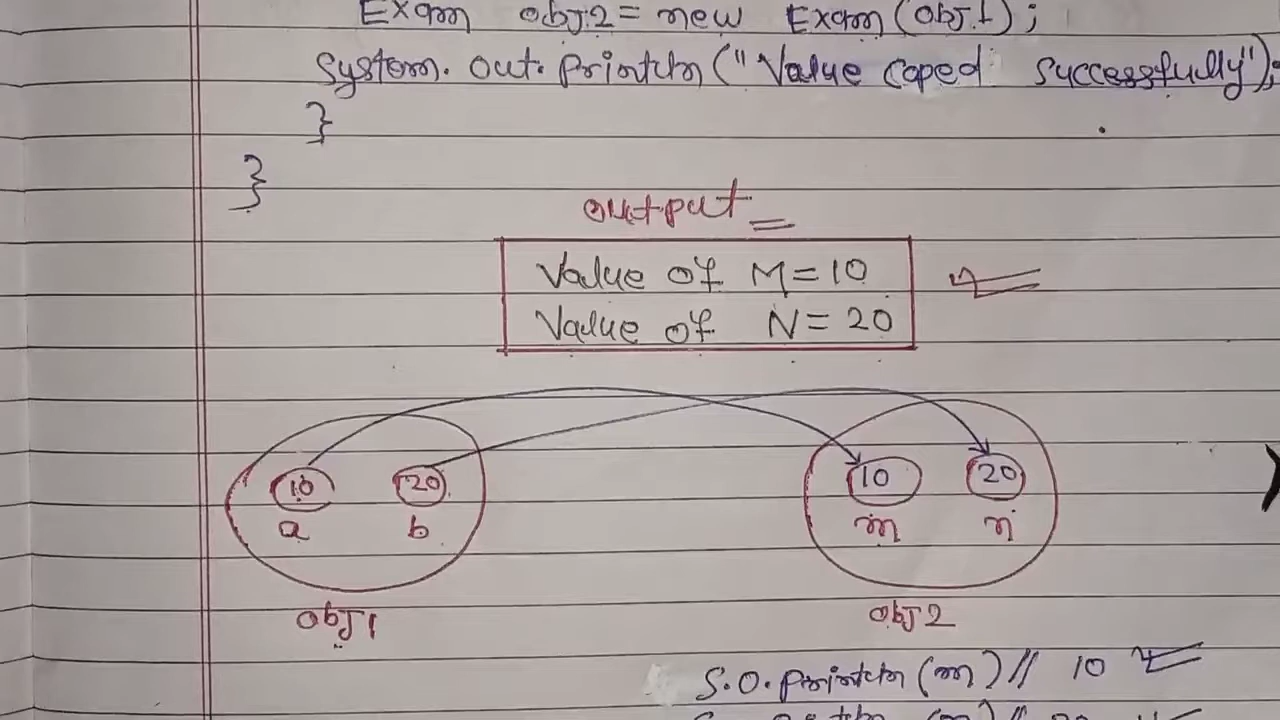 Exam obj2 = new Exam(obj1);
System.out.println("Value coped successfully");
}
}
output
Value of M = 10
Value of N = 20
10 20 10 20
a b m n
obj1 obj2
S.O.println(m) // 10